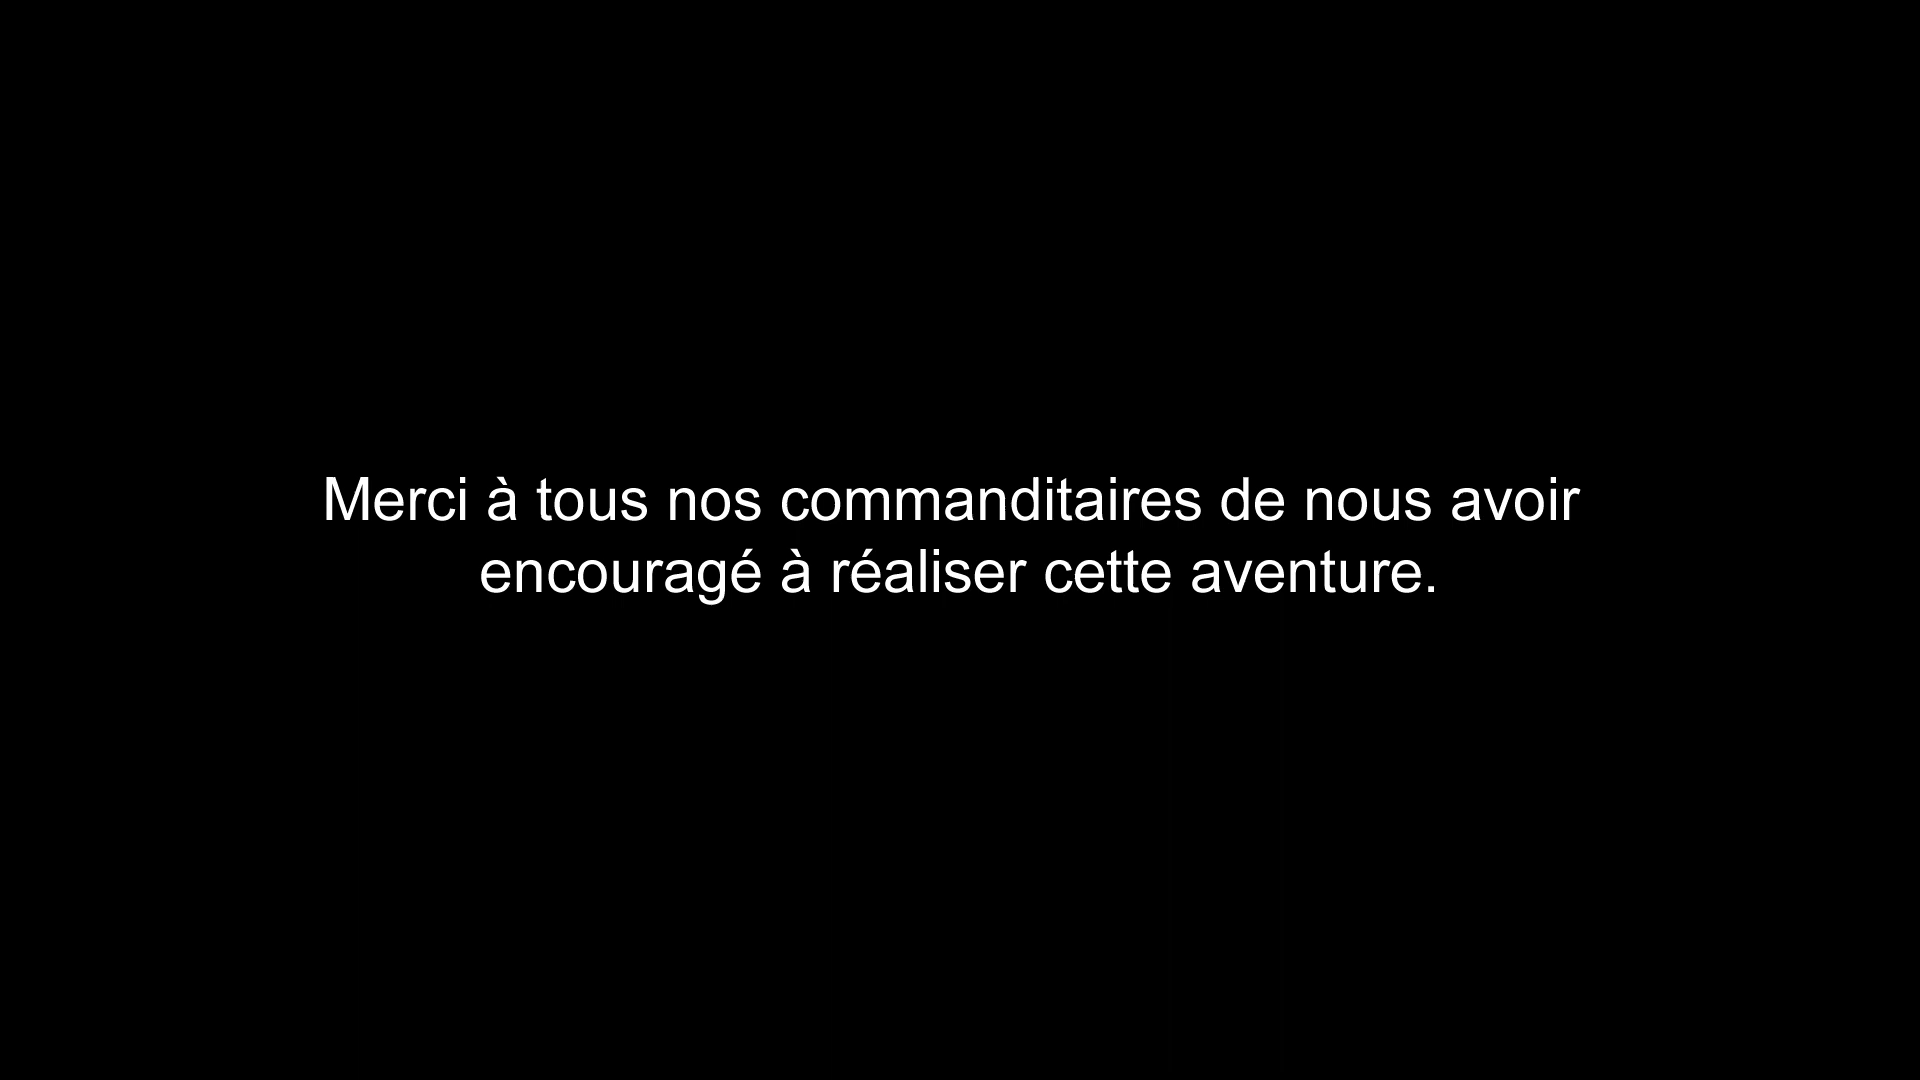 Merci à tous nos commanditaires de nous avoir
encouragé à réaliser cette aventure.